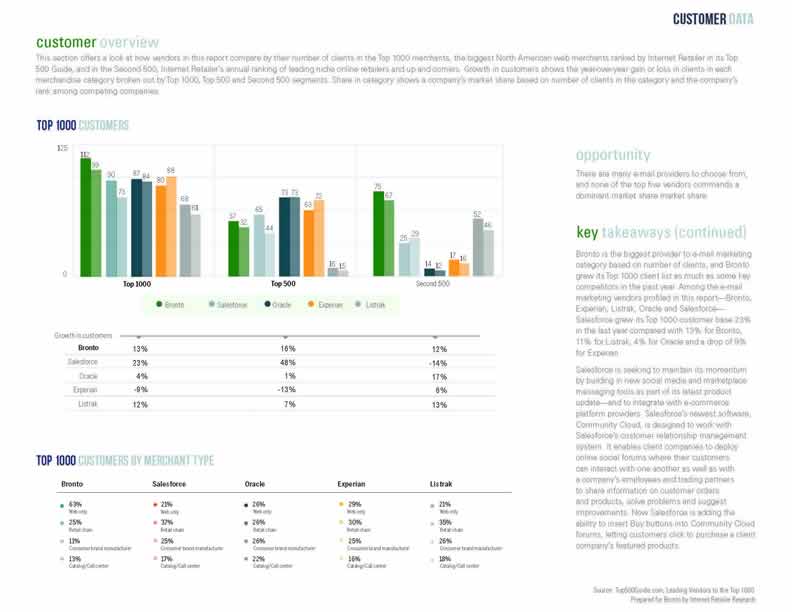 CUSTOMER DATA
customer overview
This section offers a look at how vendors in this report compare by their number of clients in the Top 1000 merchants, the biggest North American web merchants ranked by Internet Retailer in its Top
500 Guide, and in the Second 500, Internet Retailer's annual ranking of leading niche online retailers and up and comers. Growth in customers shows the year-over-year gain or loss in clients in each
merchandise category broken out by Top 1000, Top 500 and Second 500 segments. Share in category shows a company's market share based on number of clients in the category and the company's
rank among competing companies.
TOP 1000 CUSTOMERS
112 99 90 75 87 84 80 88 68 61
37 32 65 44 73 73 63 72 16 15
75 67 25 29 14 12 17 16 52 46
0
Top 1000 Top 500 Second 500
Bronto Salesforce Oracle Experian Listrak
Growth in customers
Bronto 13% 16% 12%
Salesforce 23% 48% -14%
Oracle 4% 1% 17%
Experian -9% -13% 6%
Listrak 12% 7% 13%
TOP 1000 CUSTOMERS BY MERCHANT TYPE
Bronto Salesforce Oracle Experian Listrak
63% 21% 26% 29% 21%
Web only Web only Web only Web only Web only
25% 37% 26% 30% 35%
Retail chain Retail chain Retail chain Retail chain Retail chain
11% 25% 26% 25% 26%
Consumer brand manufacturer Consumer brand manufacturer Consumer brand manufacturer Consumer brand manufacturer Consumer brand manufacturer
13% 17% 22% 16% 18%
Catalog/Call center Catalog/Call center Catalog/Call center Catalog/Call center Catalog/Call center
opportunity
There are many e-mail providers to choose from,
and none of the top five vendors commands a
dominant market share market share.
key takeaways (continued)
Bronto is the biggest provider to e-mail marketing
category based on number of clients, and Bronto
grew its Top 1000 client list as much as some key
competitors in the past year. Among the e-mail
marketing vendors profiled in this report—Bronto,
Experian, Listrak, Oracle and Salesforce—
Salesforce grew its Top 1000 customer base 23%
in the last year compared with 13% for Bronto,
11% for Listrak, 4% for Oracle and a drop of 9%
for Experian.
Salesforce is seeking to maintain its momentum
by building in new social media and marketplace
messaging tools as part of its latest product
update—and to integrate with e-commerce
platform providers. Salesforce's newest software,
Community Cloud, is designed to work with
Salesforce's customer relationship management
system. It enables client companies to deploy
online social forums where their customers
can interact with one another as well as with
a company's employees and trading partners
to share information on customer orders
and products, solve problems and suggest
improvements. Now Salesforce is adding the
ability to insert Buy buttons into Community Cloud
forums, letting customers click to purchase a client
company's featured products.
Source: Top500Guide.com, Leading Vendors to the Top 1000
Prepared for Bronto by Internet Retailer Research